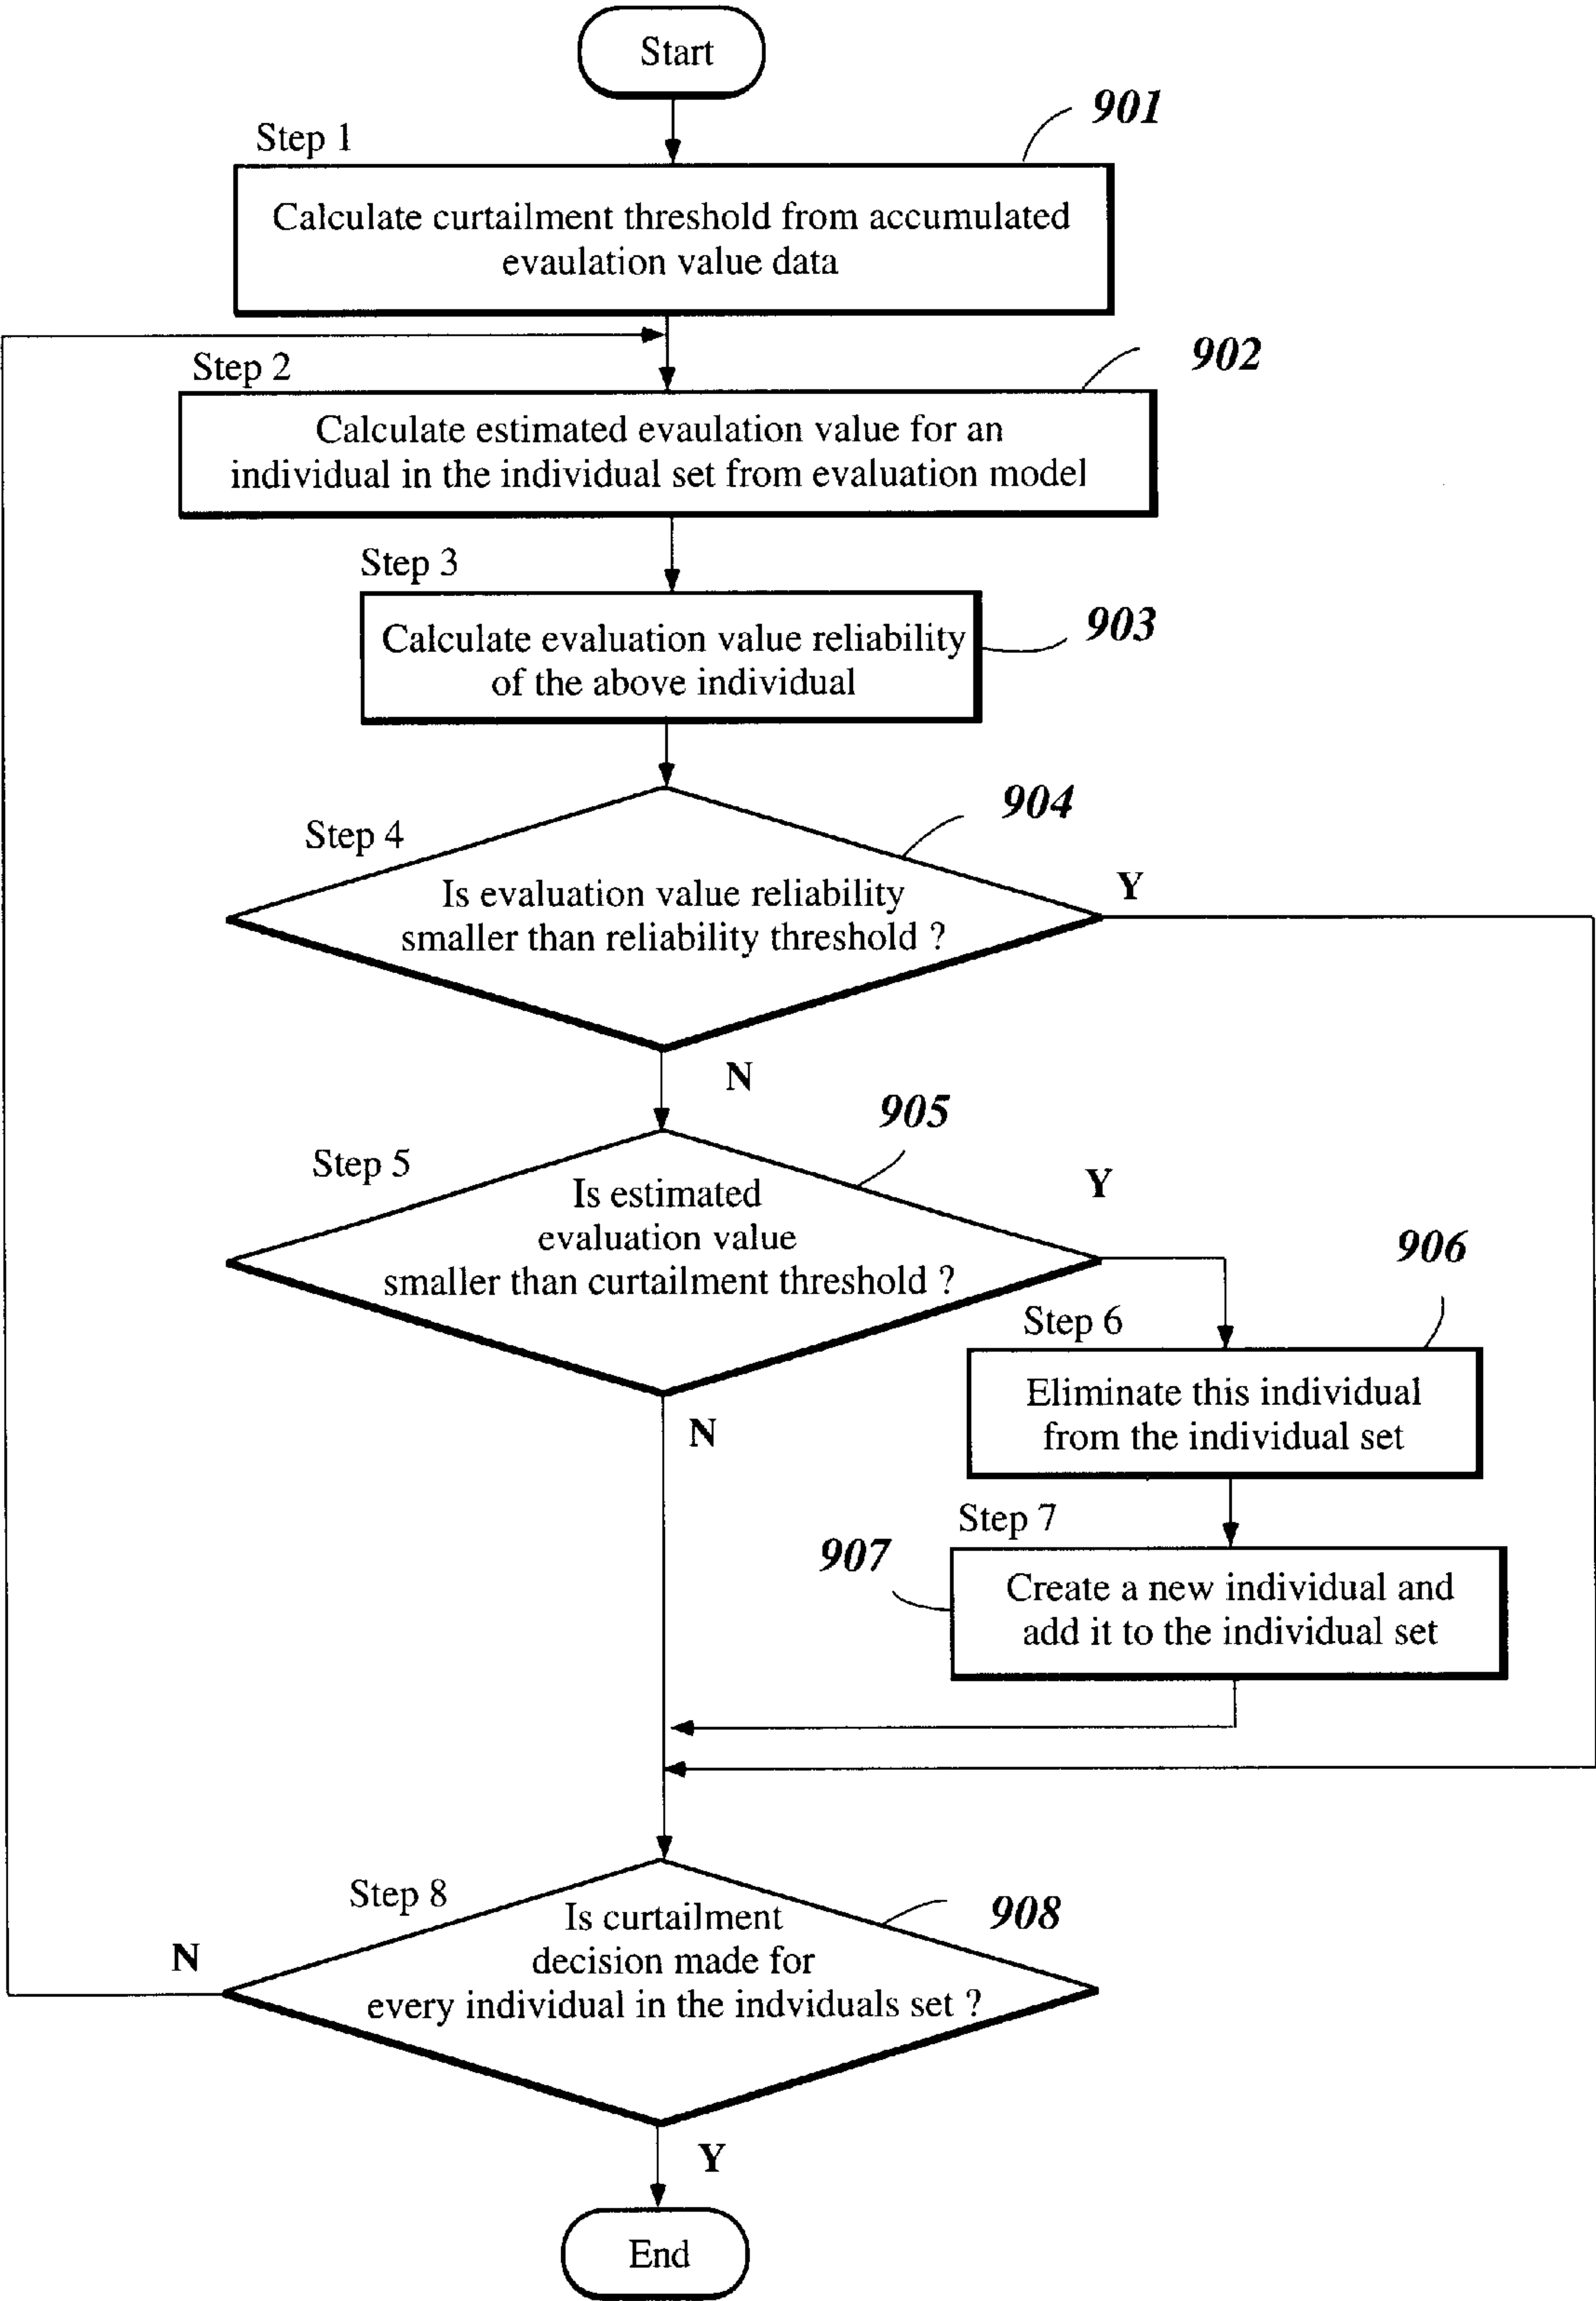 Start
901
Step 1
Calculate curtailment threshold from accumulated
evaulation value data
902
Step 2
Calculate estimated evaulation value for an
individual in the individual set from evaluation model
Step 3
903
Calculate evaluation value reliability
of the above individual
904
Step 4
Y
Is evaluation value reliability
smaller than reliability threshold ?
N
905
Step 5
Y
Is estimated
evaluation value
smaller than curtailment threshold ?
906
Step 6
Eliminate this individual
from the individual set
N
Step 7
907
Create a new individual and
add it to the individual set
Step 8
908
Is curtailment
decision made for
every individual in the indviduals set ?
N
Y
End